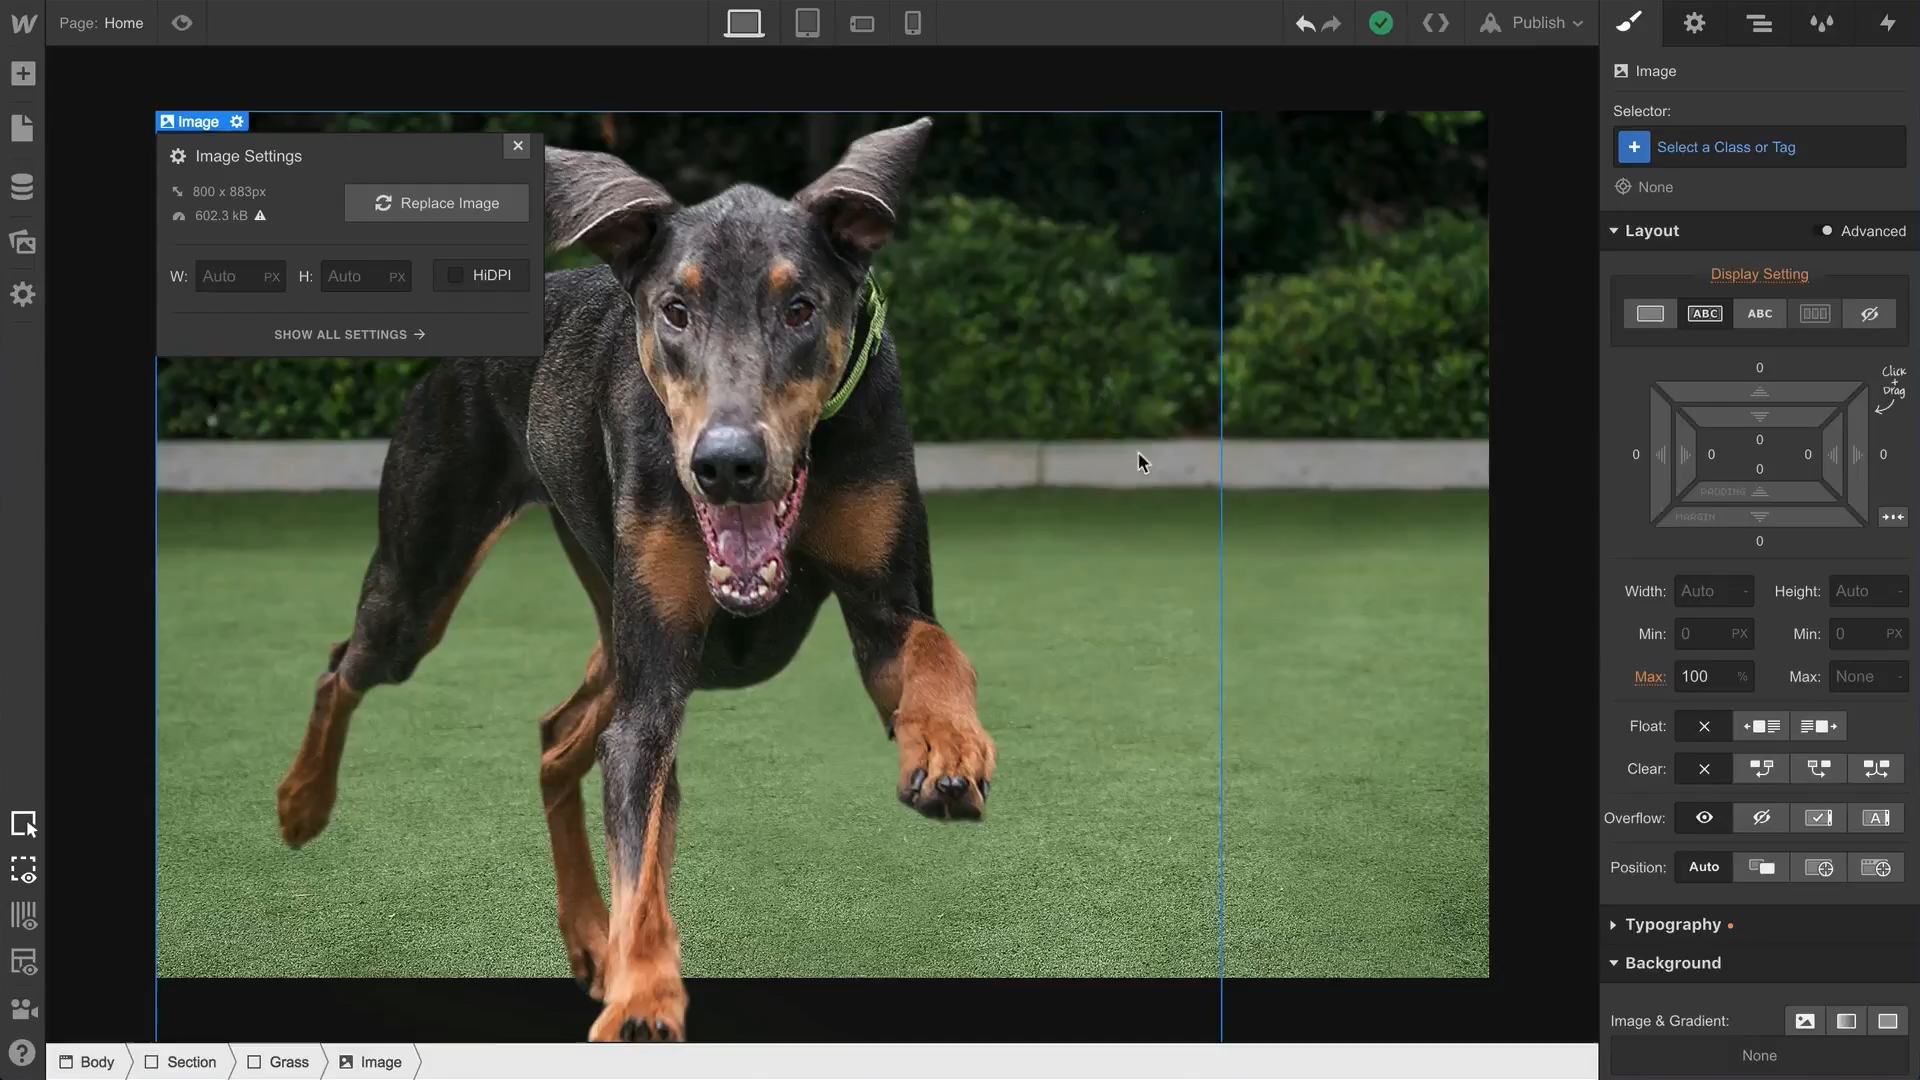 Page: Home
Publish
Image
Image Settings
800 x 883px
602.3 kB
Replace Image
W: Auto PX H: Auto PX HiDPI
SHOW ALL SETTINGS →
Image
Selector:
+ Select a Class or Tag
None
Layout
Advanced
Display Setting
ABC ABC
0
Click
+
Drag
0
0 0 0 0
0
PADDING
MARGIN
0
Width: Auto - Height: Auto -
Min: 0 PX Min: 0 PX
Max: 100 % Max: None -
Float:
Clear:
Overflow: A
Position: Auto
Typography
Background
Image & Gradient:
None
Body Section Grass Image